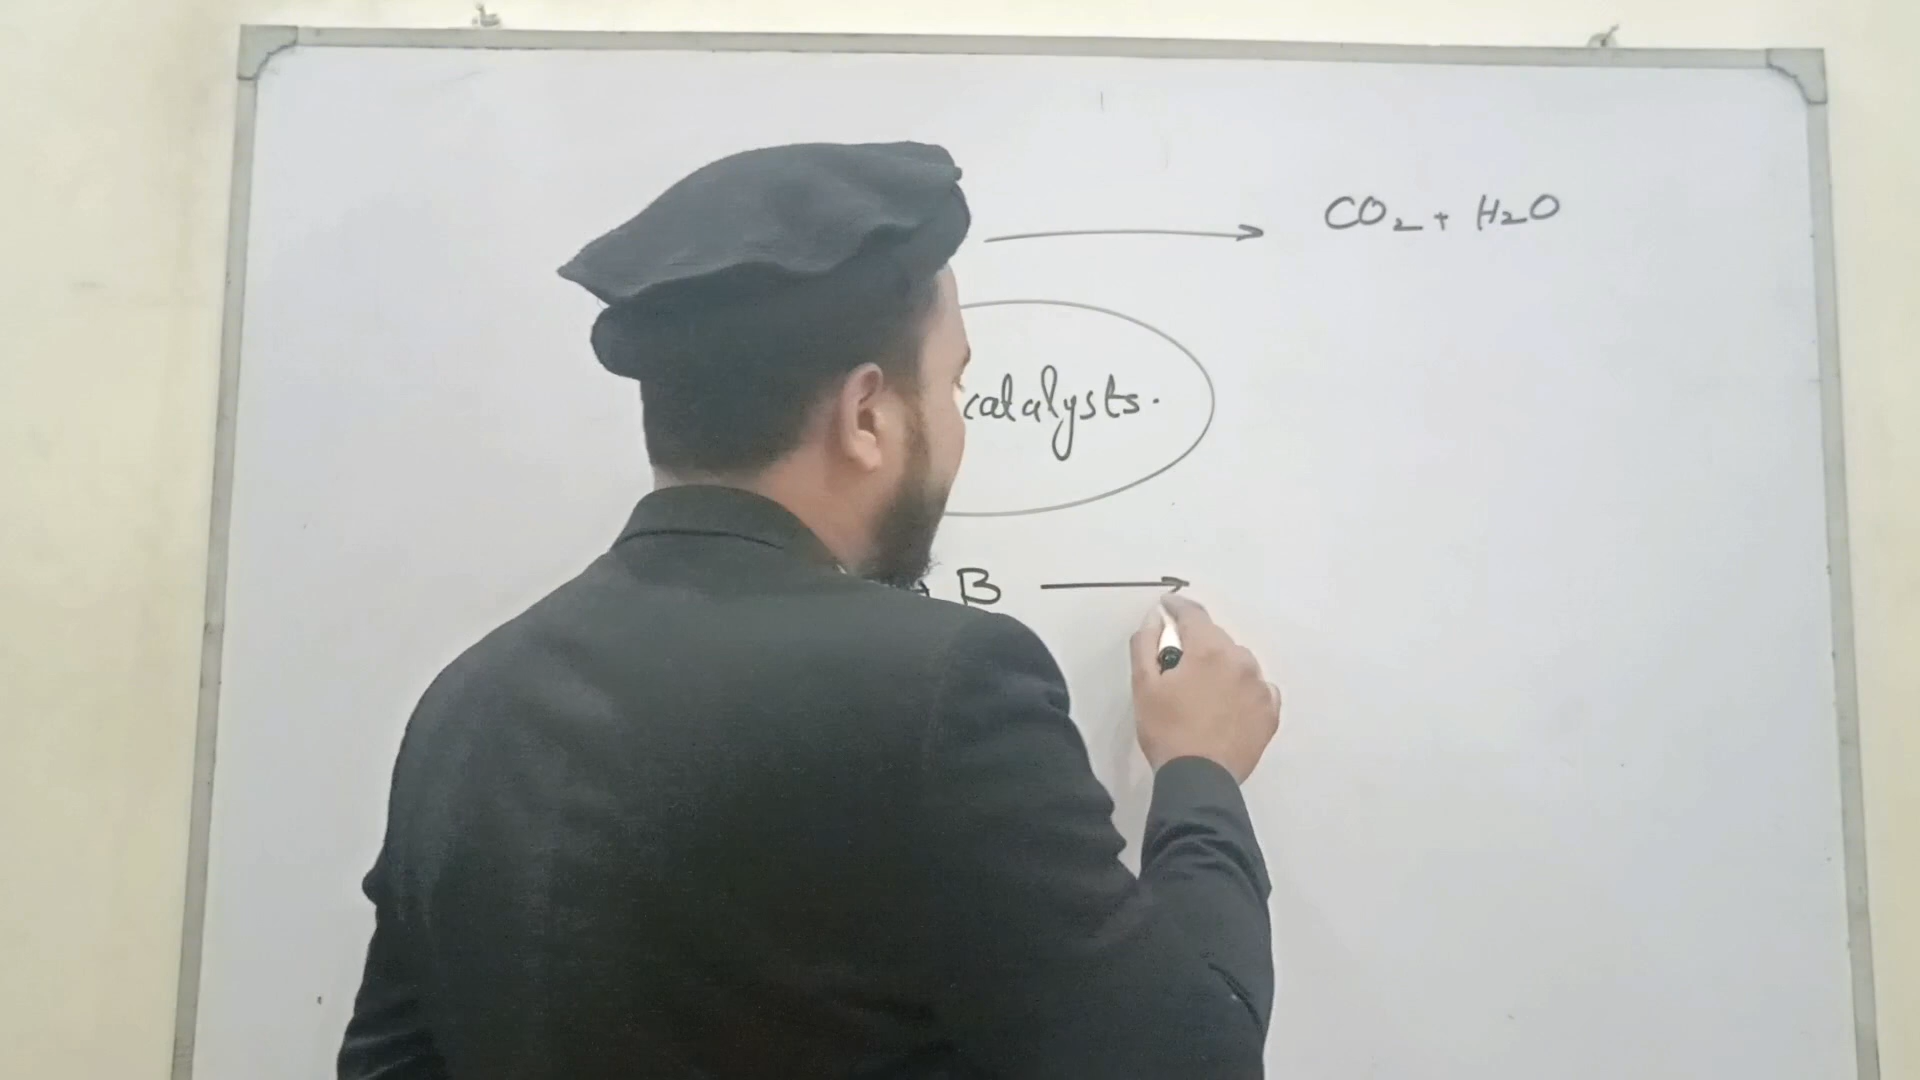 ⟶ CO₂ + H₂O
catalysts.
+ B ⟶